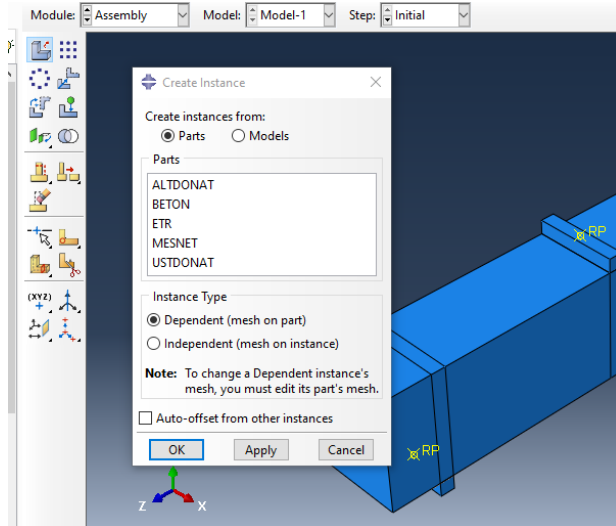 Module: Assembly Model: Model-1 Step: Initial
Create Instance
Create instances from:
Parts Models
Parts
ALTDONAT
BETON
ETR
MESNET
USTDONAT
Instance Type
Dependent (mesh on part)
Independent (mesh on instance)
Note: To change a Dependent instance's
mesh, you must edit its part's mesh.
Auto-offset from other instances
OK Apply Cancel
RP
RP
(XYZ)
Z X